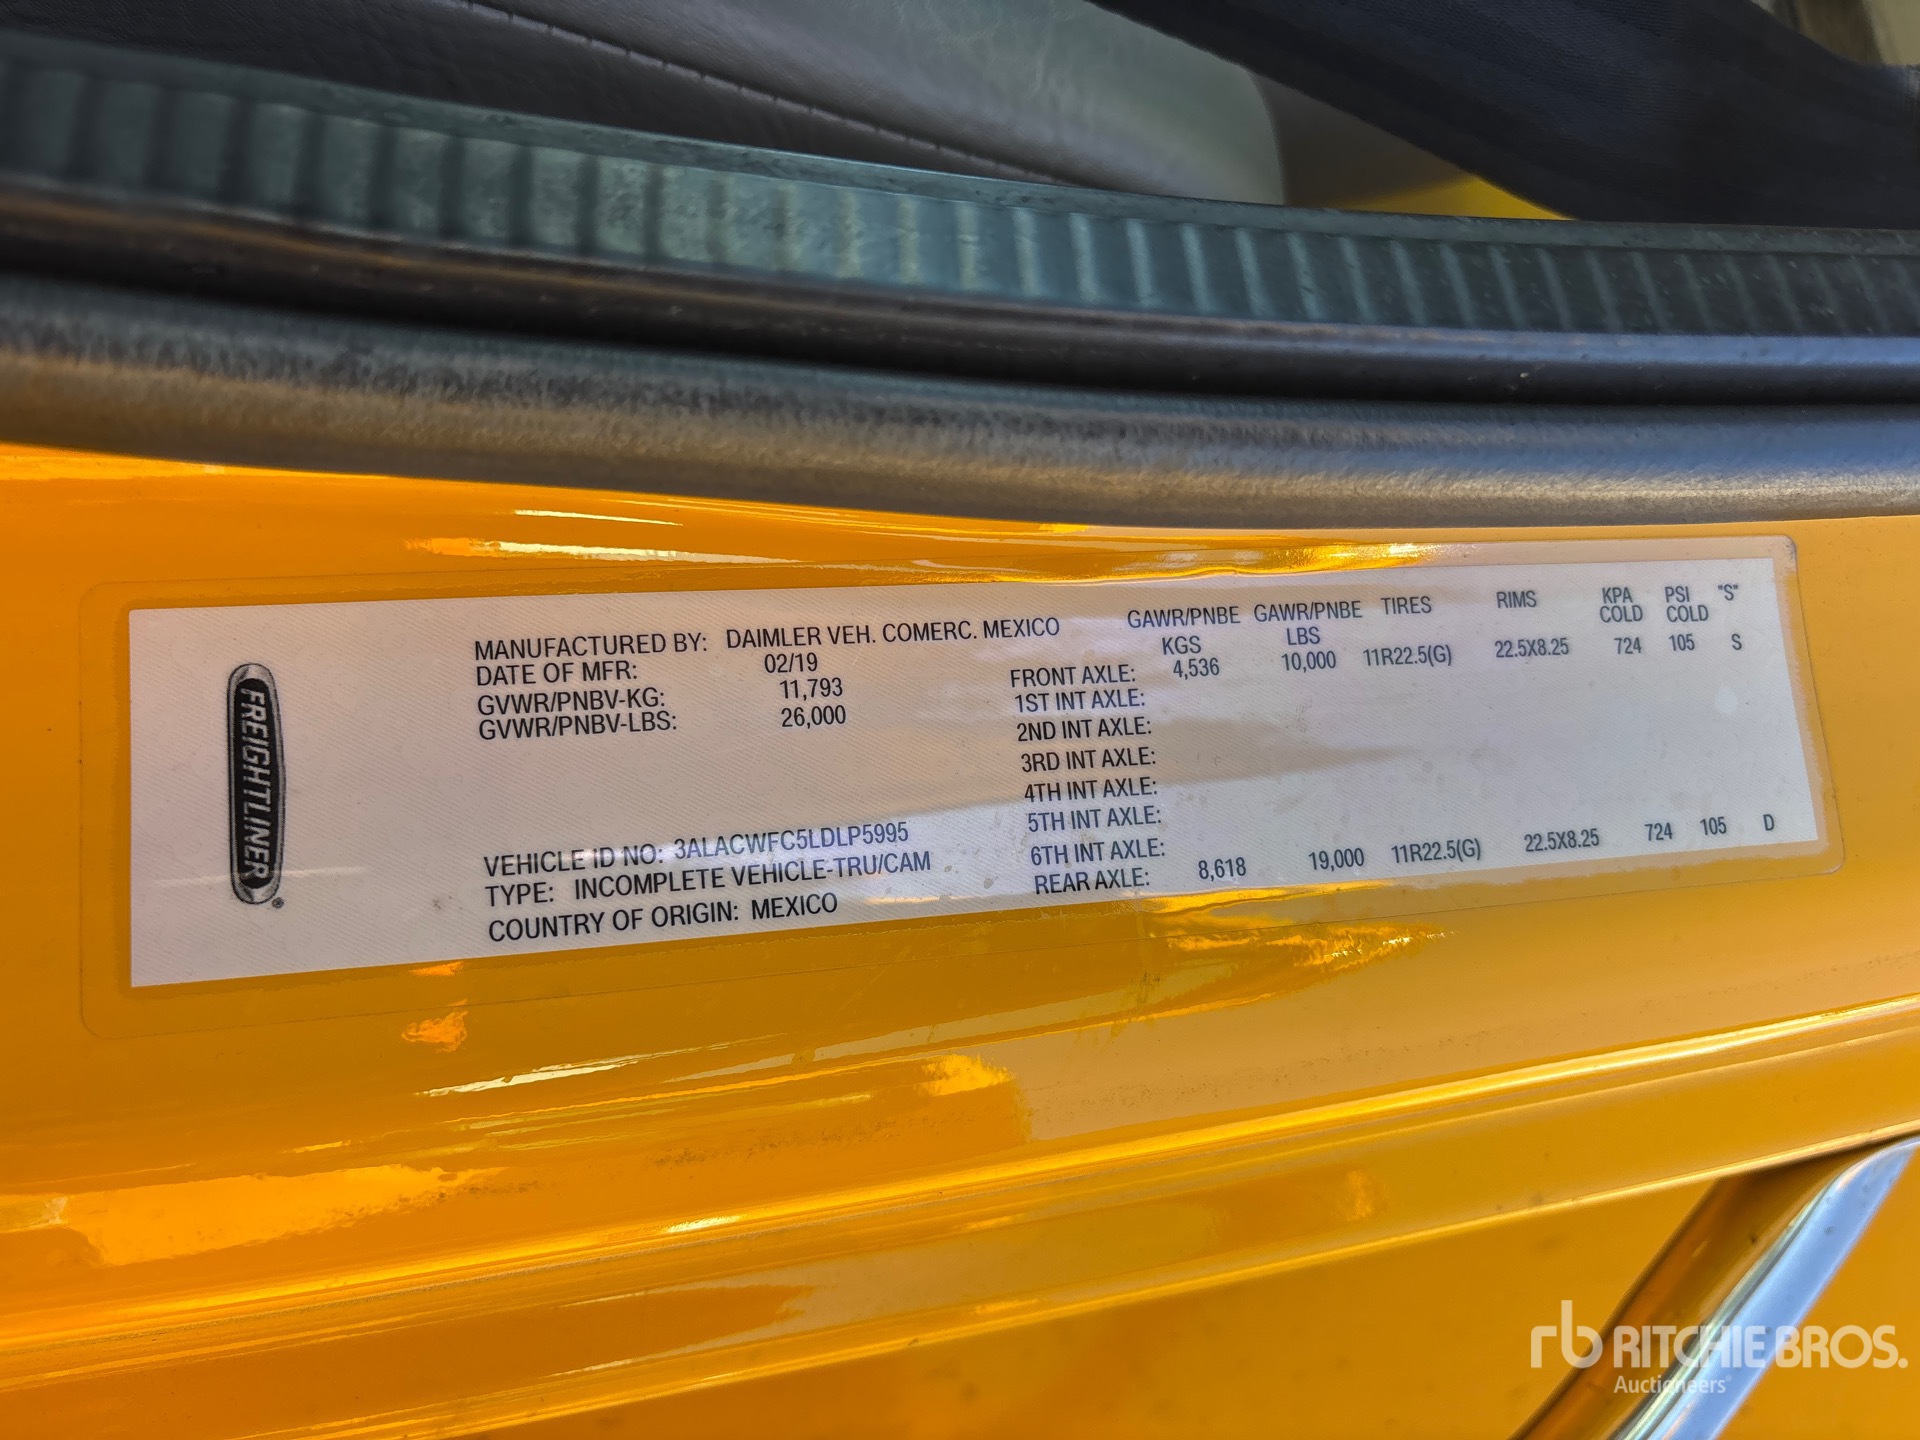 FREIGHTLINER®
MANUFACTURED BY: DAIMLER VEH. COMERC. MEXICO
DATE OF MFR: 02/19
GVWR/PNBV-KG: 11,793
GVWR/PNBV-LBS: 26,000
VEHICLE ID NO: 3ALACWFC5LDLP5995
TYPE: INCOMPLETE VEHICLE-TRU/CAM
COUNTRY OF ORIGIN: MEXICO
GAWR/PNBE KGS GAWR/PNBE LBS TIRES RIMS KPA COLD PSI COLD "S"
FRONT AXLE: 4,536 10,000 11R22.5(G) 22.5X8.25 724 105 S
1ST INT AXLE:
2ND INT AXLE:
3RD INT AXLE:
4TH INT AXLE:
5TH INT AXLE:
6TH INT AXLE:
REAR AXLE: 8,618 19,000 11R22.5(G) 22.5X8.25 724 105 D
rb RITCHIE BROS.
Auctioneers